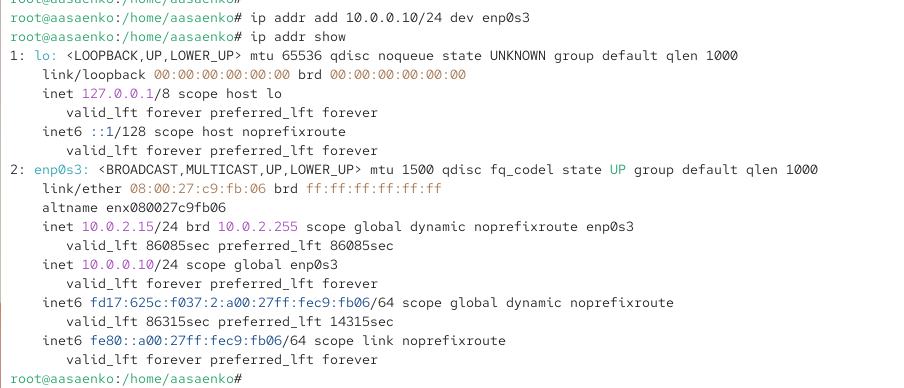 root@aasaenko:/home/aasaenko# ip addr add 10.0.0.10/24 dev enp0s3
root@aasaenko:/home/aasaenko# ip addr show
1: lo: <LOOPBACK,UP,LOWER_UP> mtu 65536 qdisc noqueue state UNKNOWN group default qlen 1000
    link/loopback 00:00:00:00:00:00 brd 00:00:00:00:00:00
    inet 127.0.0.1/8 scope host lo
       valid_lft forever preferred_lft forever
    inet6 ::1/128 scope host noprefixroute
       valid_lft forever preferred_lft forever
2: enp0s3: <BROADCAST,MULTICAST,UP,LOWER_UP> mtu 1500 qdisc fq_codel state UP group default qlen 1000
    link/ether 08:00:27:c9:fb:06 brd ff:ff:ff:ff:ff:ff
    altname enx080027c9fb06
    inet 10.0.2.15/24 brd 10.0.2.255 scope global dynamic noprefixroute enp0s3
       valid_lft 86085sec preferred_lft 86085sec
    inet 10.0.0.10/24 scope global enp0s3
       valid_lft forever preferred_lft forever
    inet6 fd17:625c:f037:2:a00:27ff:fec9:fb06/64 scope global dynamic noprefixroute
       valid_lft 86315sec preferred_lft 14315sec
    inet6 fe80::a00:27ff:fec9:fb06/64 scope link noprefixroute
       valid_lft forever preferred_lft forever
root@aasaenko:/home/aasaenko#